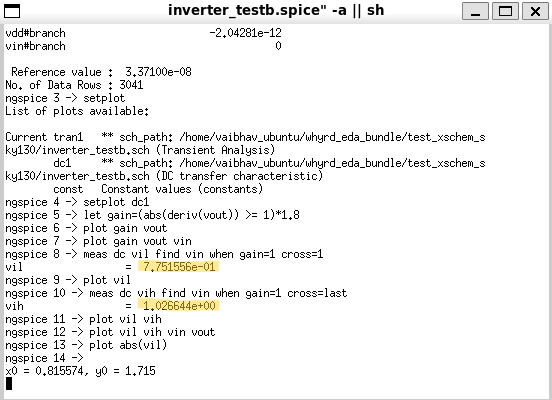 inverter_testb.spice" -a || sh
vdd#branch -2.04281e-12
vin#branch 0
Reference value : 3.37100e-08
No. of Data Rows : 3041
ngspice 3 -> setplot
List of plots available:
Current tran1 ** sch_path: /home/vaibhav_ubuntu/whyrd_eda_bundle/test_xschem_s
ky130/inverter_testb.sch (Transient Analysis)
dc1 ** sch_path: /home/vaibhav_ubuntu/whyrd_eda_bundle/test_xschem_s
ky130/inverter_testb.sch (DC transfer characteristic)
const Constant values (constants)
ngspice 4 -> setplot dc1
ngspice 5 -> let gain=(abs(deriv(vout)) >= 1)*1.8
ngspice 6 -> plot gain vout
ngspice 7 -> plot gain vout vin
ngspice 8 -> meas dc vil find vin when gain=1 cross=1
vil = 7.751556e-01
ngspice 9 -> plot vil
ngspice 10 -> meas dc vih find vin when gain=1 cross=last
vih = 1.026644e+00
ngspice 11 -> plot vil vih
ngspice 12 -> plot vil vih vin vout
ngspice 13 -> plot abs(vil)
ngspice 14 ->
x0 = 0.815574, y0 = 1.715